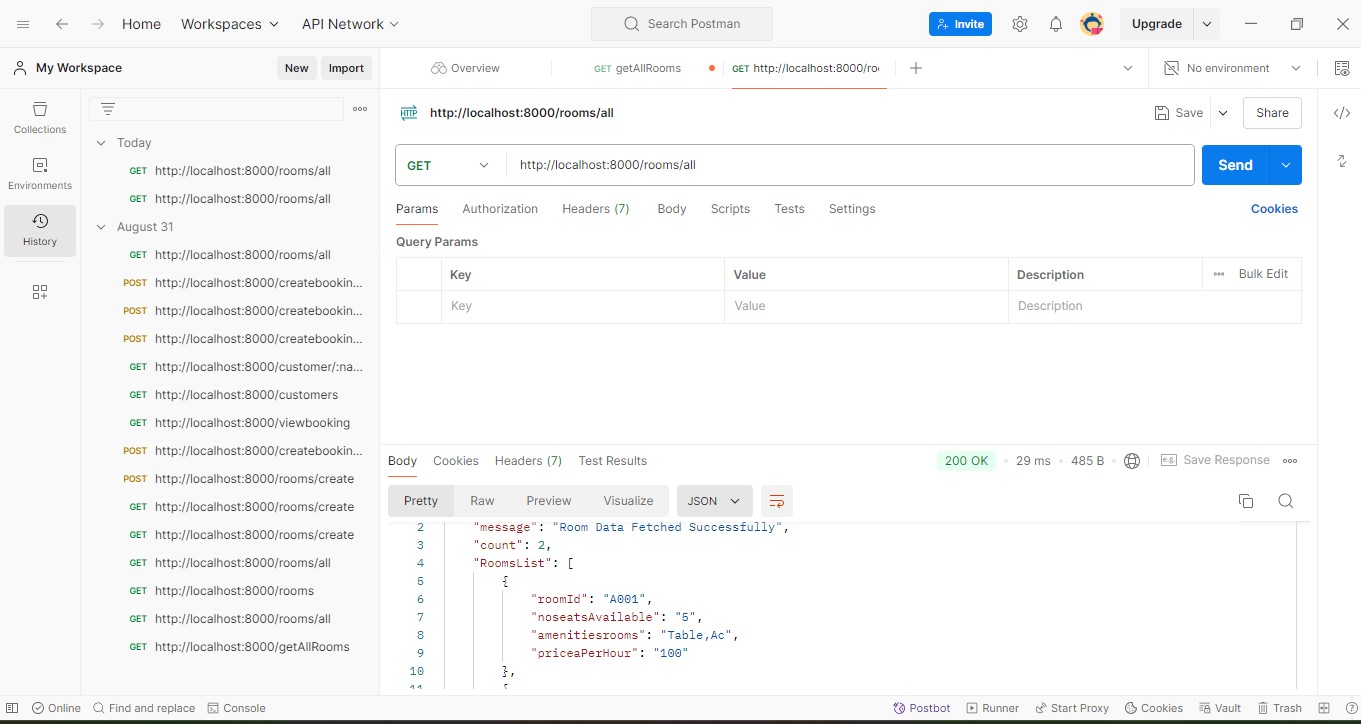 Home Workspaces API Network Search Postman Invite Upgrade
My Workspace New Import Overview GET getAllRooms GET http://localhost:8000/ro No environment
Collections
Environments
History
Today
GET http://localhost:8000/rooms/all
GET http://localhost:8000/rooms/all
August 31
GET http://localhost:8000/rooms/all
POST http://localhost:8000/createbookin...
POST http://localhost:8000/createbookin...
POST http://localhost:8000/createbookin...
GET http://localhost:8000/customer/:na...
GET http://localhost:8000/customers
GET http://localhost:8000/viewbooking
POST http://localhost:8000/createbookin...
POST http://localhost:8000/rooms/create
GET http://localhost:8000/rooms/create
GET http://localhost:8000/rooms/create
GET http://localhost:8000/rooms/all
GET http://localhost:8000/rooms
GET http://localhost:8000/rooms/all
GET http://localhost:8000/getAllRooms
HTTP http://localhost:8000/rooms/all Save Share
GET http://localhost:8000/rooms/all Send
Params Authorization Headers (7) Body Scripts Tests Settings Cookies
Query Params
Key Value Description Bulk Edit
Key Value Description
Body Cookies Headers (7) Test Results 200 OK 29 ms 485 B e.g. Save Response
Pretty Raw Preview Visualize JSON
2 "message": "Room Data Fetched Successfully",
3 "count": 2,
4 "RoomsList": [
5 {
6 "roomId": "A001",
7 "noseatsAvailable": "5",
8 "amenitiesrooms": "Table,Ac",
9 "priceaPerHour": "100"
10 },
11 {
Online Find and replace Console Postbot Runner Start Proxy Cookies Vault Trash